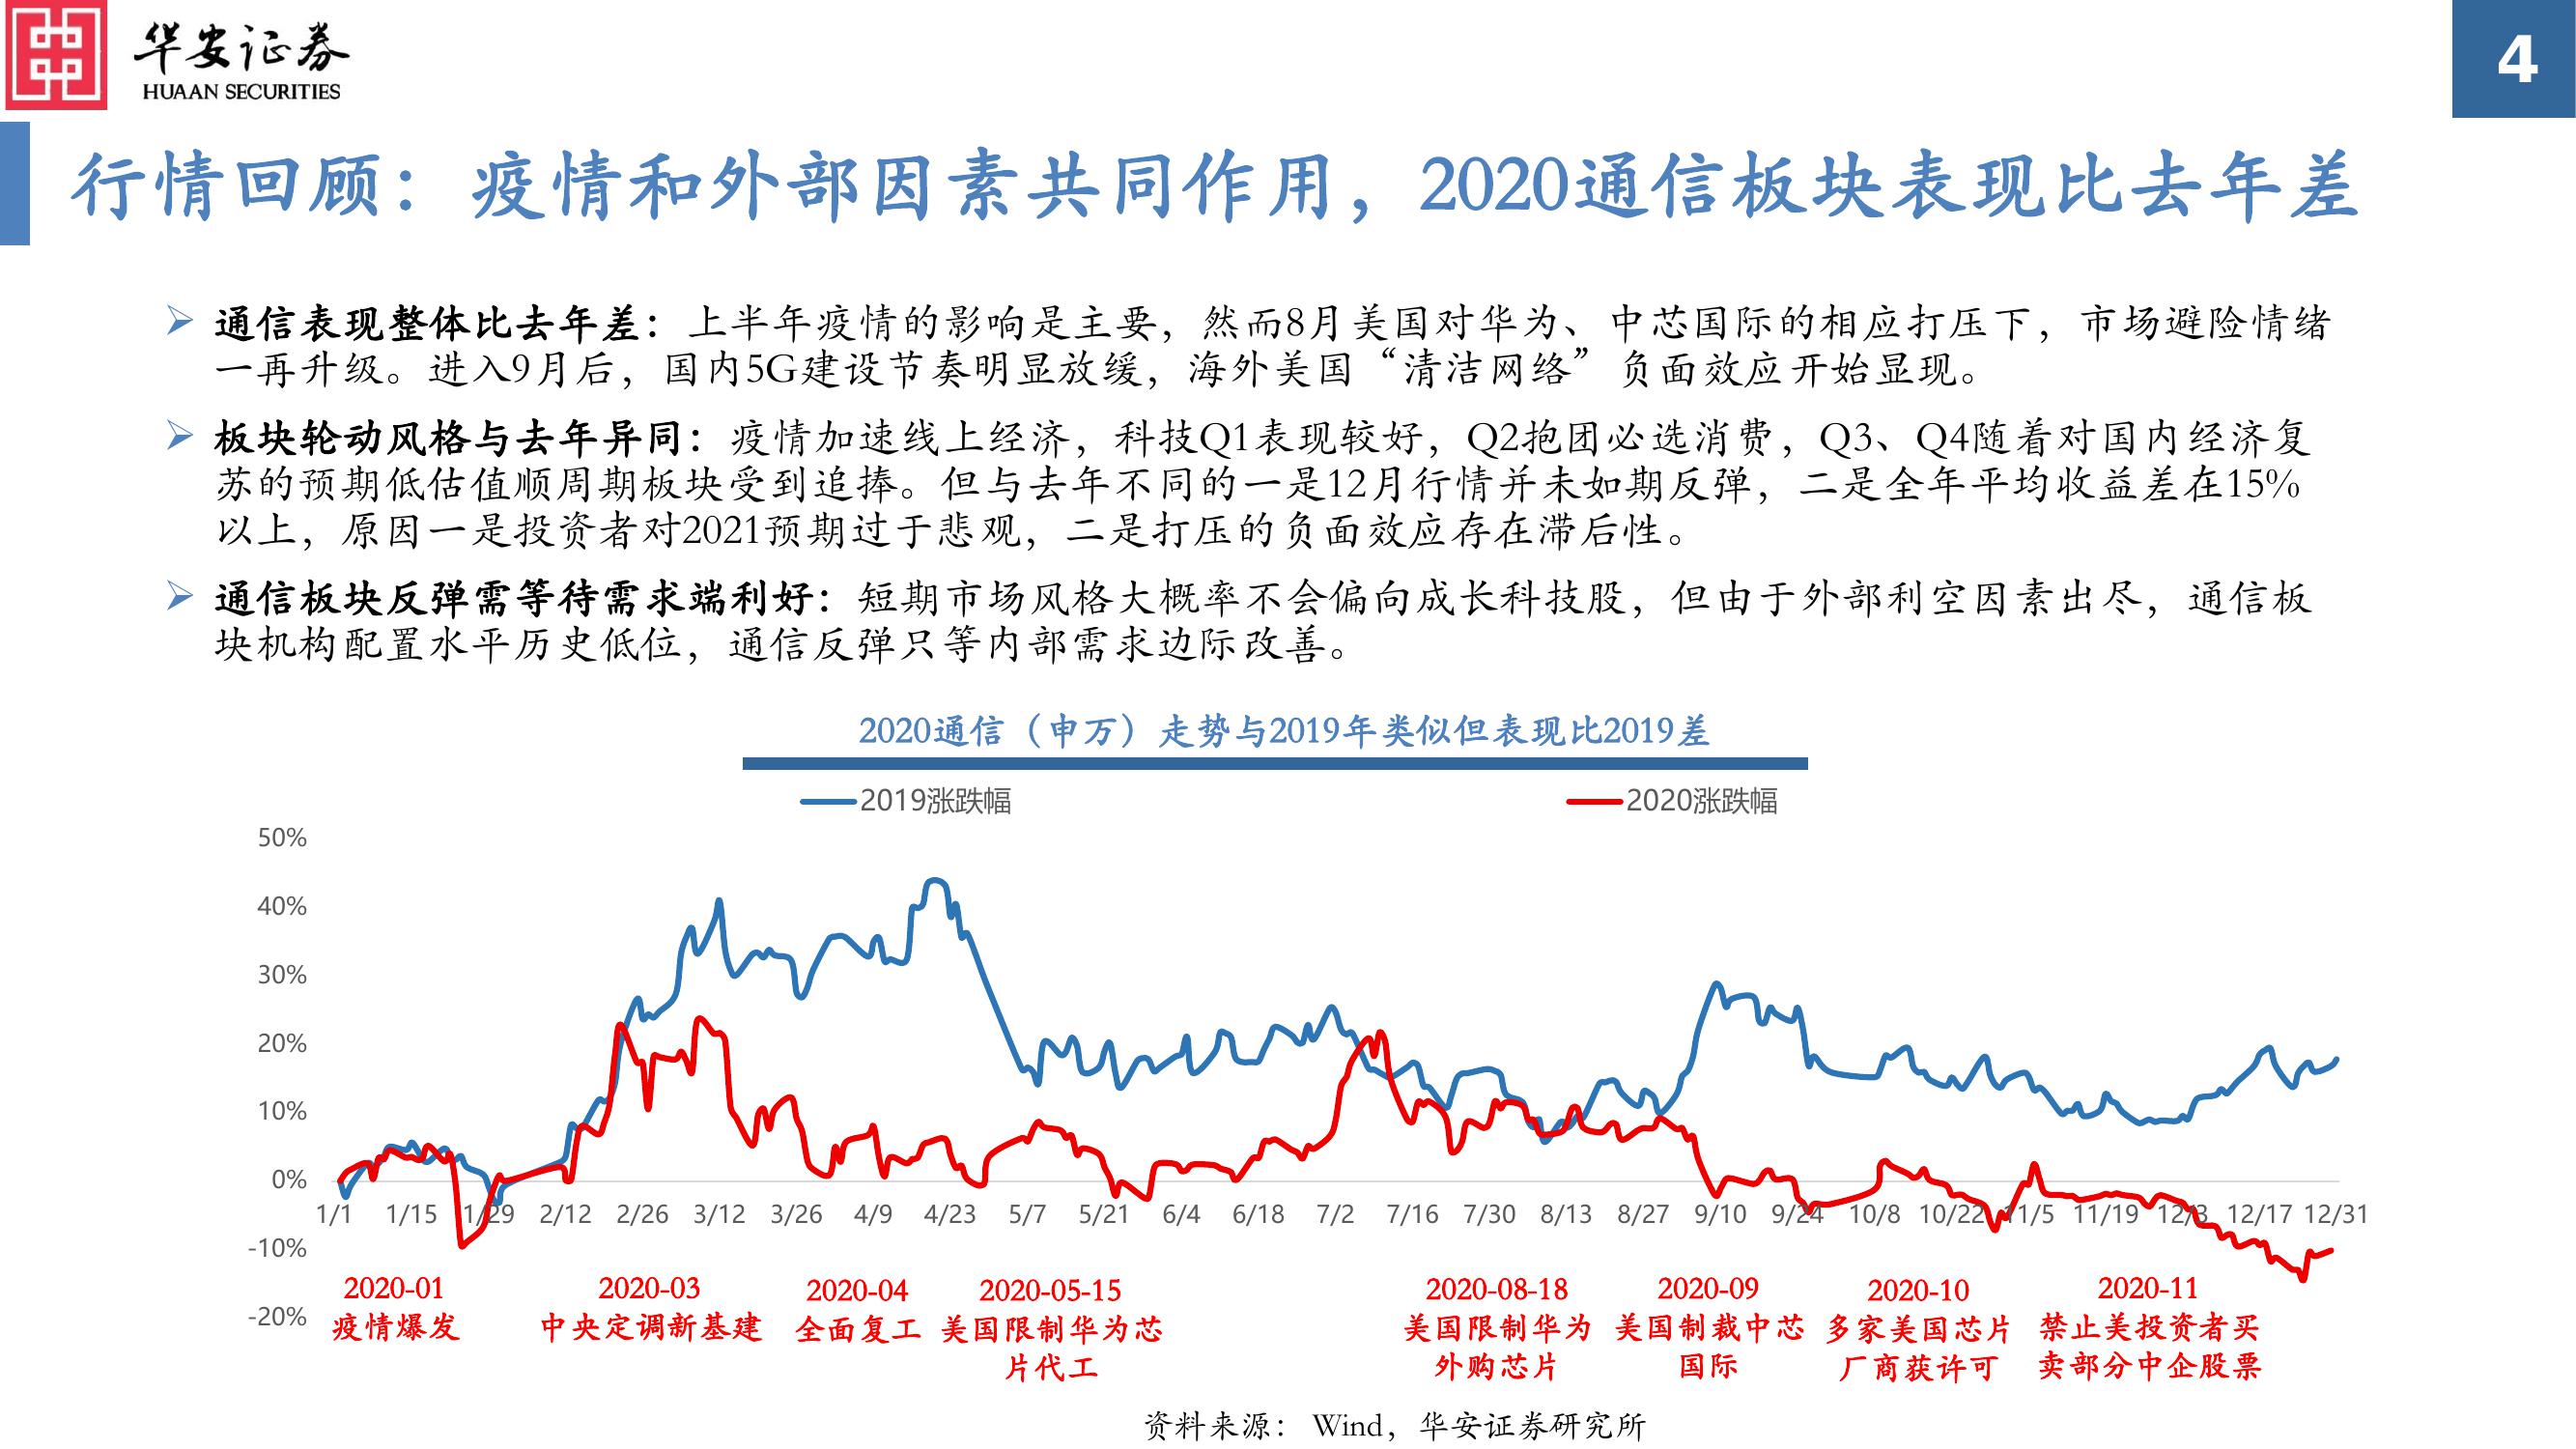 华安证券
HUAAN SECURITIES
4
行情回顾：疫情和外部因素共同作用，2020通信板块表现比去年差
通信表现整体比去年差：上半年疫情的影响是主要，然而8月美国对华为、中芯国际的相应打压下，市场避险情绪
一再升级。进入9月后，国内5G建设节奏明显放缓，海外美国“清洁网络”负面效应开始显现。
板块轮动风格与去年异同：疫情加速线上经济，科技Q1表现较好，Q2抱团必选消费，Q3、Q4随着对国内经济复
苏的预期低估值顺周期板块受到追捧。但与去年不同的一是12月行情并未如期反弹，二是全年平均收益差在15%
以上，原因一是投资者对2021预期过于悲观，二是打压的负面效应存在滞后性。
通信板块反弹需等待需求端利好：短期市场风格大概率不会偏向成长科技股，但由于外部利空因素出尽，通信板
块机构配置水平历史低位，通信反弹只等内部需求边际改善。
2020通信（申万）走势与2019年类似但表现比2019差
2019涨跌幅 2020涨跌幅
50%
40%
30%
20%
10%
0%
1/1 1/15 1/29 2/12 2/26 3/12 3/26 4/9 4/23 5/7 5/21 6/4 6/18 7/2 7/16 7/30 8/13 8/27 9/10 9/24 10/8 10/22 11/5 11/19 12/3 12/17 12/31
-10%
-20%
2020-01
疫情爆发
2020-03
中央定调新基建
2020-04
全面复工
2020-05-15
美国限制华为芯
片代工
2020-08-18
美国限制华为
外购芯片
2020-09
美国制裁中芯
国际
2020-10
多家美国芯片
厂商获许可
2020-11
禁止美投资者买
卖部分中企股票
资料来源： Wind，华安证券研究所